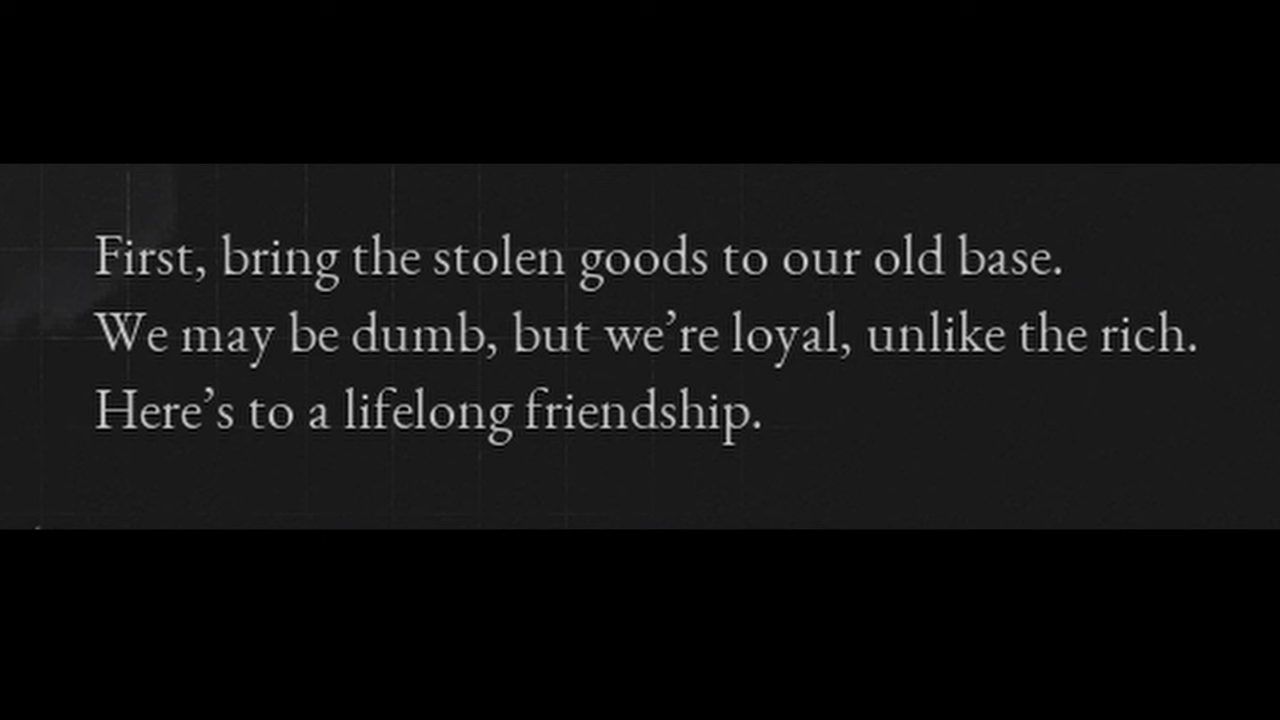 First, bring the stolen goods to our old base.
We may be dumb, but we’re loyal, unlike the rich.
Here’s to a lifelong friendship.